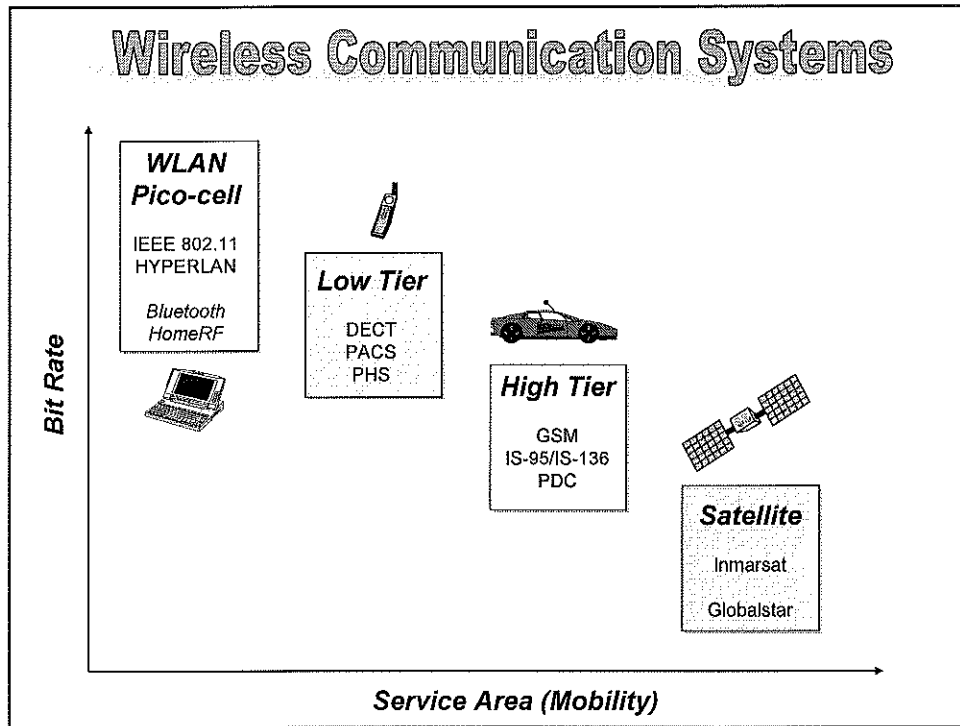 Wireless Communication Systems
WLAN
Pico-cell
IEEE 802.11
HYPERLAN
Bluetooth
HomeRF
Low Tier
DECT
PACS
PHS
High Tier
GSM
IS-95/IS-136
PDC
Satellite
Inmarsat
Globalstar
Bit Rate
Service Area (Mobility)